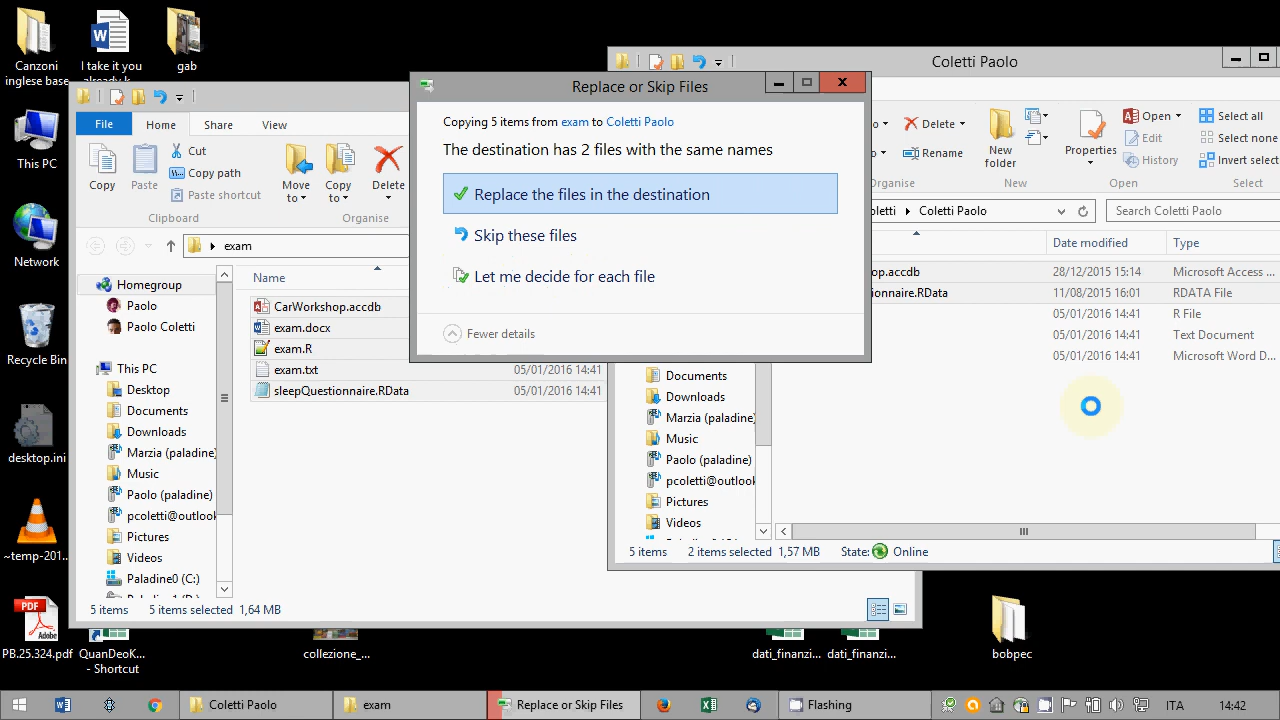 Canzoni
inglese base
I take it you
already k...
gab
This PC
Network
Recycle Bin
desktop.ini
~temp-201...
PB.25.324.pdf
QuanDeoK...
- Shortcut
collezione_...
dati_finanzi...
dati_finanzi...
bobpec
File
Home
Share
View
Copy
Paste
Cut
Copy path
Paste shortcut
Clipboard
Move
to
Copy
to
Delete
Organise
exam
Name
Homegroup
Paolo
Paolo Coletti
This PC
Desktop
Documents
Downloads
Marzia (paladine)
Music
Paolo (paladine)
pcoletti@outlook
Pictures
Videos
Paladine0 (C:)
CarWorkshop.accdb
exam.docx
exam.R
exam.txt 05/01/2016 14:41
sleepQuestionnaire.RData 05/01/2016 14:41
5 items 5 items selected 1,64 MB
Replace or Skip Files
Copying 5 items from exam to Coletti Paolo
The destination has 2 files with the same names
Replace the files in the destination
Skip these files
Let me decide for each file
Fewer details
Coletti Paolo
Delete
Rename
Organise
New
folder
New
Properties
Open
Edit
History
Open
Select all
Select none
Invert select
Select
oletti Coletti Paolo
Search Coletti Paolo
Date modified Type
op.accdb 28/12/2015 15:14 Microsoft Access ...
ionnaire.RData 11/08/2015 16:01 RDATA File
05/01/2016 14:41 R File
05/01/2016 14:41 Text Document
05/01/2016 14:41 Microsoft Word D...
Documents
Downloads
Marzia (paladine)
Music
Paolo (paladine)
pcoletti@outlook
Pictures
Videos
5 items 2 items selected 1,57 MB State: Online
Coletti Paolo
exam
Replace or Skip Files
Flashing
ITA
14:42